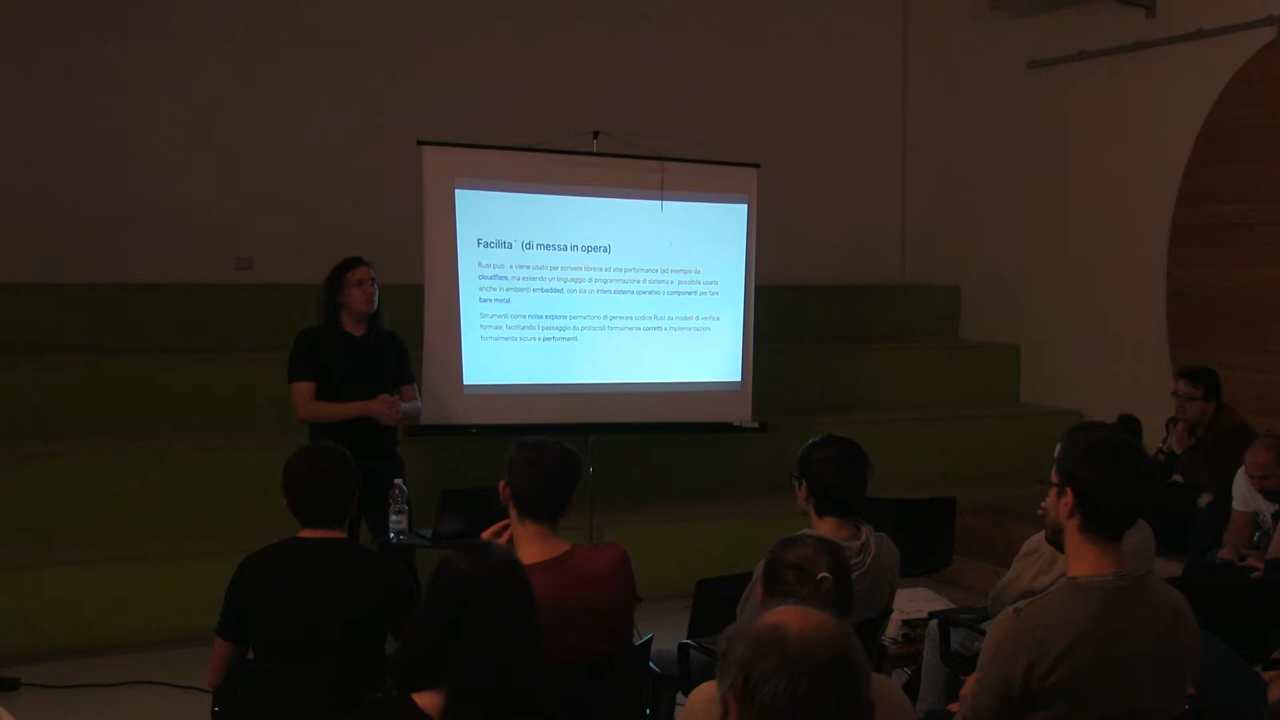 Facilita` (di messa in opera)
Rust puo` e viene usato per scrivere librerie ad alte performance (ad esempio da
cloudflare, ma essendo un linguaggio di programmazione di sistema e` possibile usarlo
anche in ambienti embedded, con sia un intero sistema operativo o componenti per fare
bare metal.
Strumenti come noise explorer permettono di generare codice Rust da modelli di verifica
formale, facilitando il passaggio da protocolli formalmente corretti a implementazioni
formalmente sicure e performanti